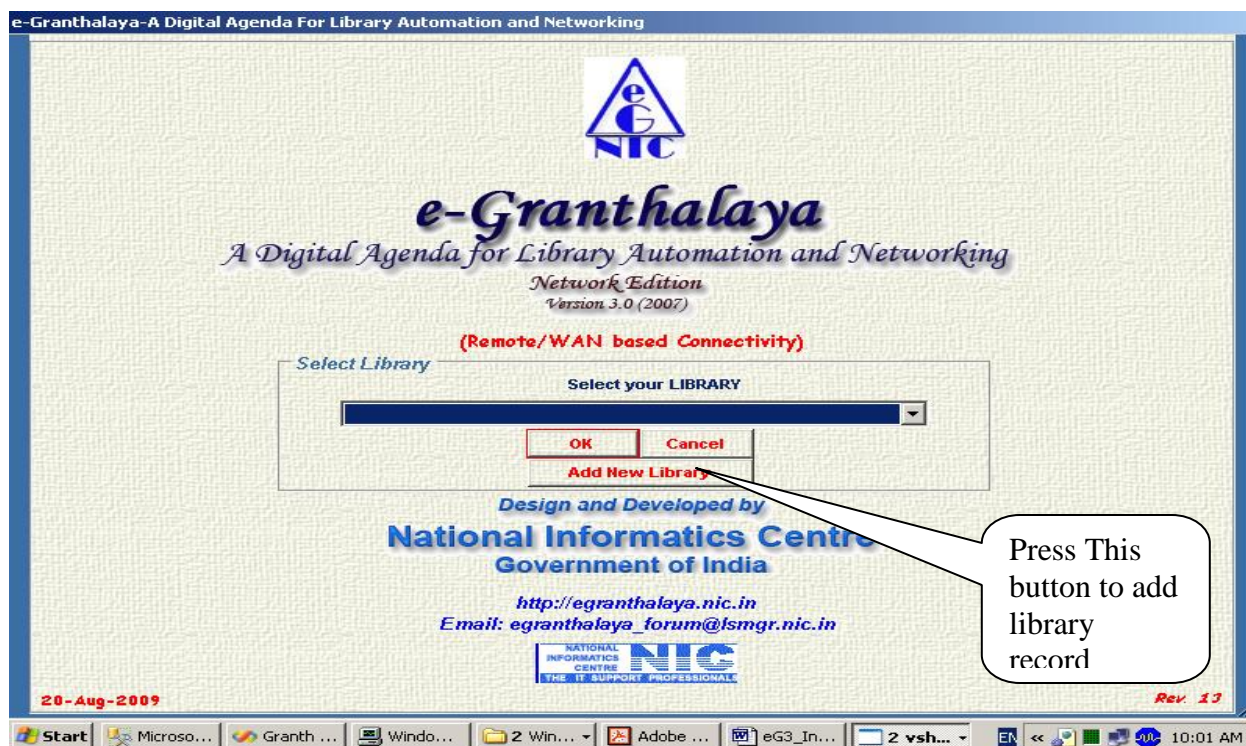 e-Granthalaya-A Digital Agenda For Library Automation and Networking
e
G
NIC
e-Granthalaya
A Digital Agenda for Library Automation and Networking
Network Edition
Version 3.0 (2007)
(Remote/WAN based Connectivity)
Select Library
Select your LIBRARY
OK Cancel
Add New Library
Design and Developed by
National Informatics Centre
Government of India
http://egranthalaya.nic.in
Email: egranthalaya_forum@lsmgr.nic.in
NATIONAL
INFORMATICS
CENTRE
NIC
THE IT SUPPORT PROFESSIONALS
Press This
button to add
library
record
20-Aug-2009 Rev. 13
Start Microso... Granth ... Windo... 2 Win... Adobe ... eG3_In... 2 vsh... EN « 10:01 AM